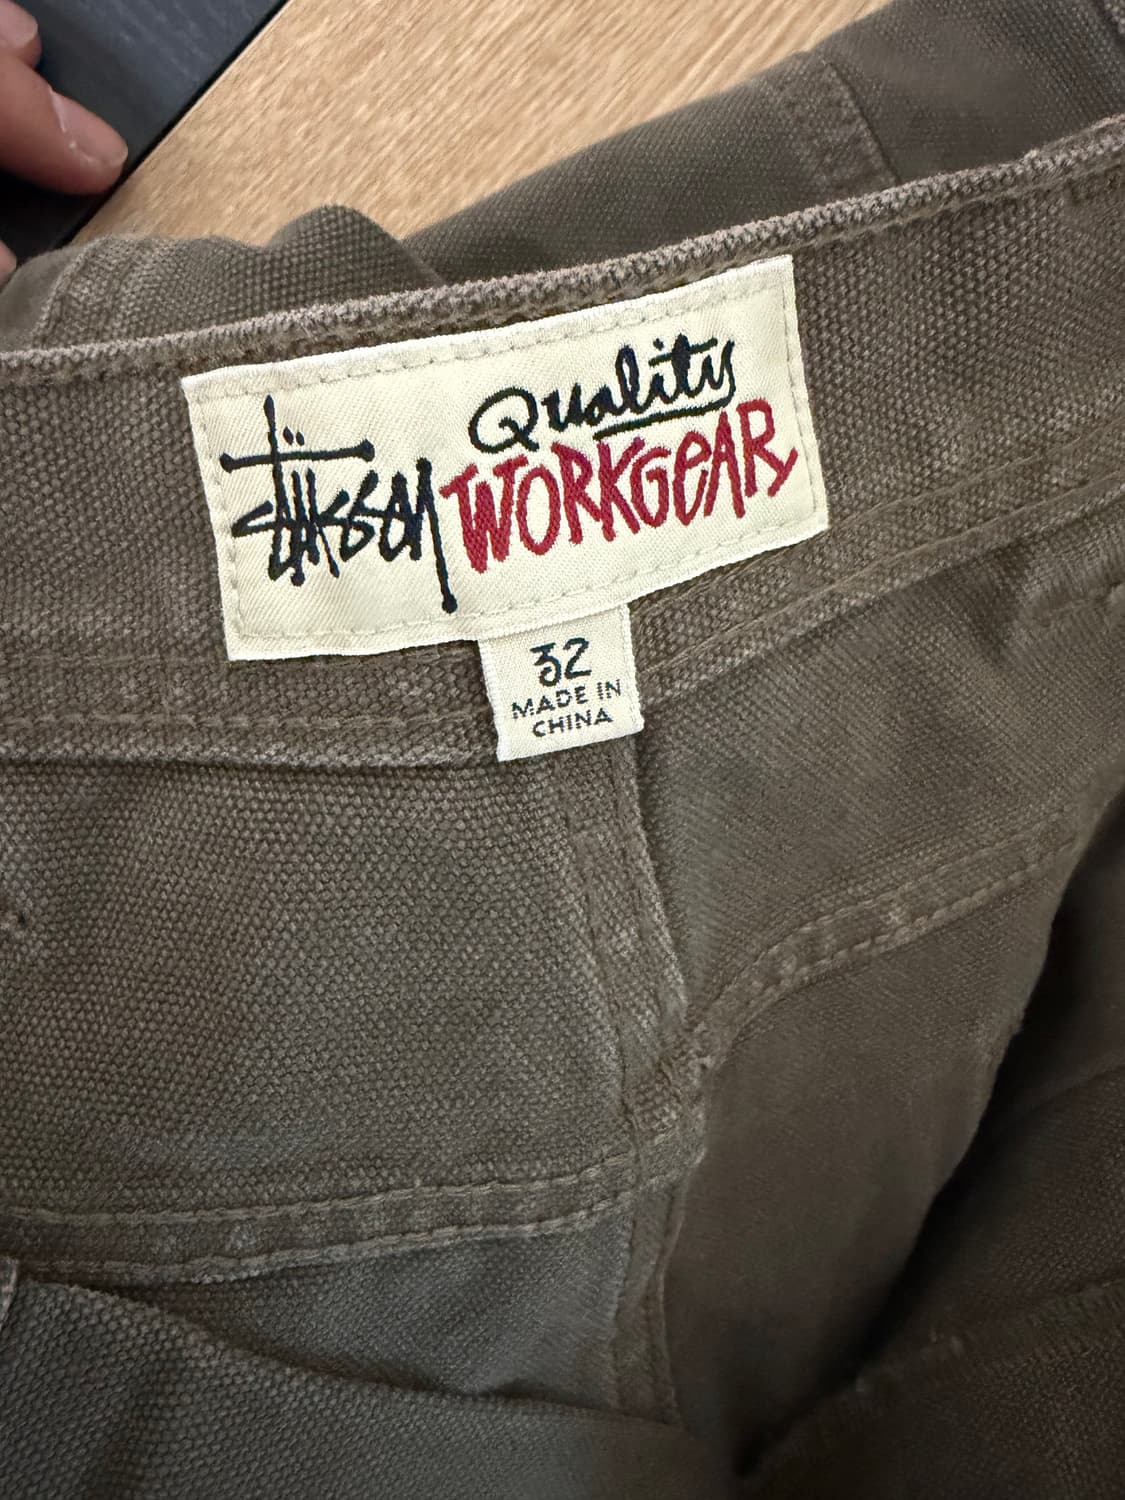 Stüssy Quality
WORKGEAR
32
MADE IN
CHINA